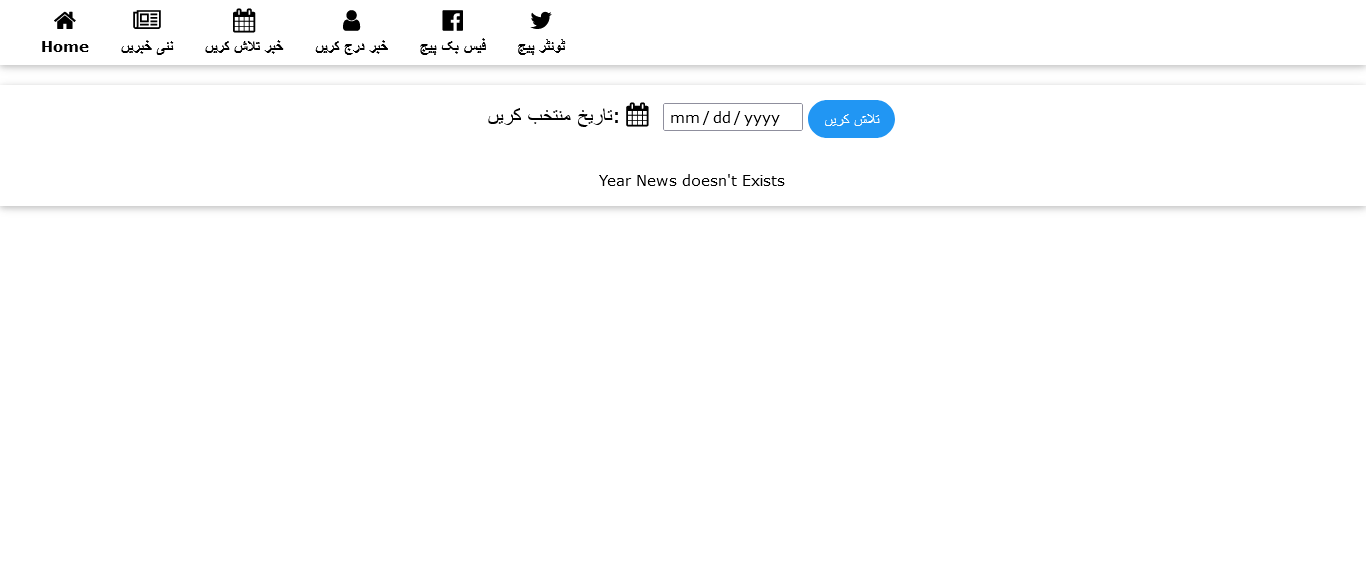 Home
نئی خبریں
خبر تلاش کریں
خبر درج کریں
فیس بک پیج
ٹونٹر پیج
تاریخ منتخب کریں:
mm/dd/yyyy
تلاش کریں
Year News doesn't Exists